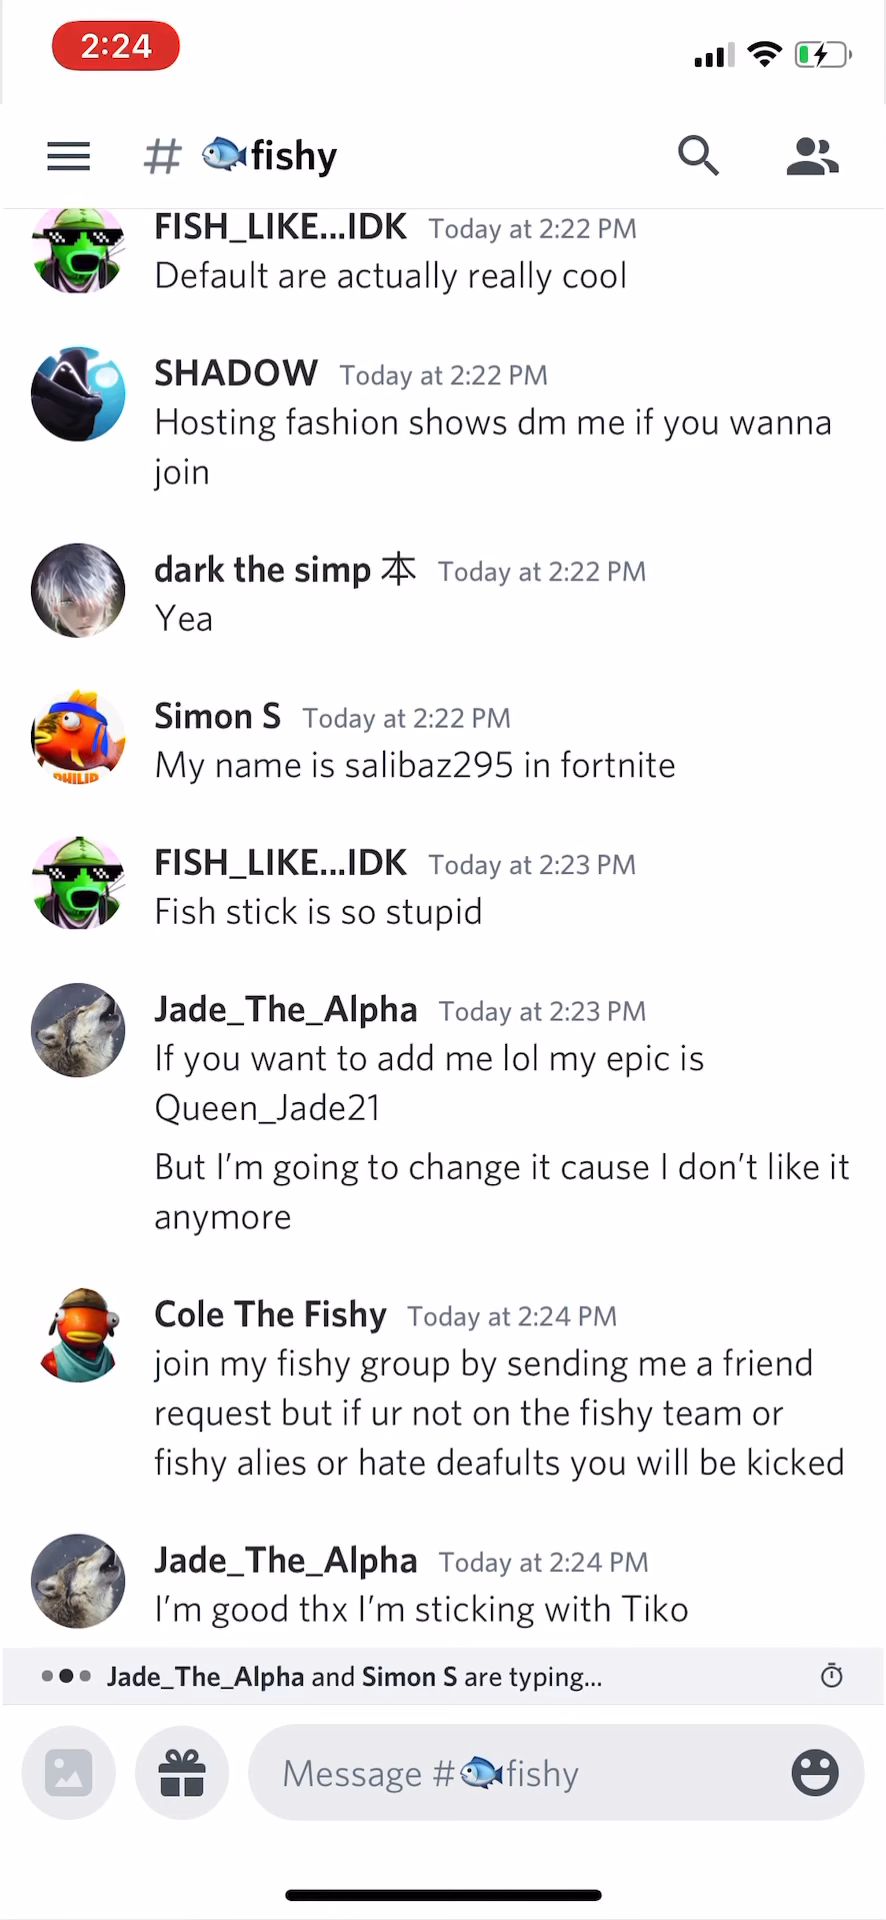 2:24
# 🐟fishy
FISH_LIKE...IDK Today at 2:22 PM
Default are actually really cool
SHADOW Today at 2:22 PM
Hosting fashion shows dm me if you wanna
join
dark the simp 本 Today at 2:22 PM
Yea
Simon S Today at 2:22 PM
PHILIP
My name is salibaz295 in fortnite
FISH_LIKE...IDK Today at 2:23 PM
Fish stick is so stupid
Jade_The_Alpha Today at 2:23 PM
If you want to add me lol my epic is
Queen_Jade21
But I'm going to change it cause I don't like it
anymore
Cole The Fishy Today at 2:24 PM
join my fishy group by sending me a friend
request but if ur not on the fishy team or
fishy alies or hate deafults you will be kicked
Jade_The_Alpha Today at 2:24 PM
I'm good thx I'm sticking with Tiko
Jade_The_Alpha and Simon S are typing...
Message #🐟fishy